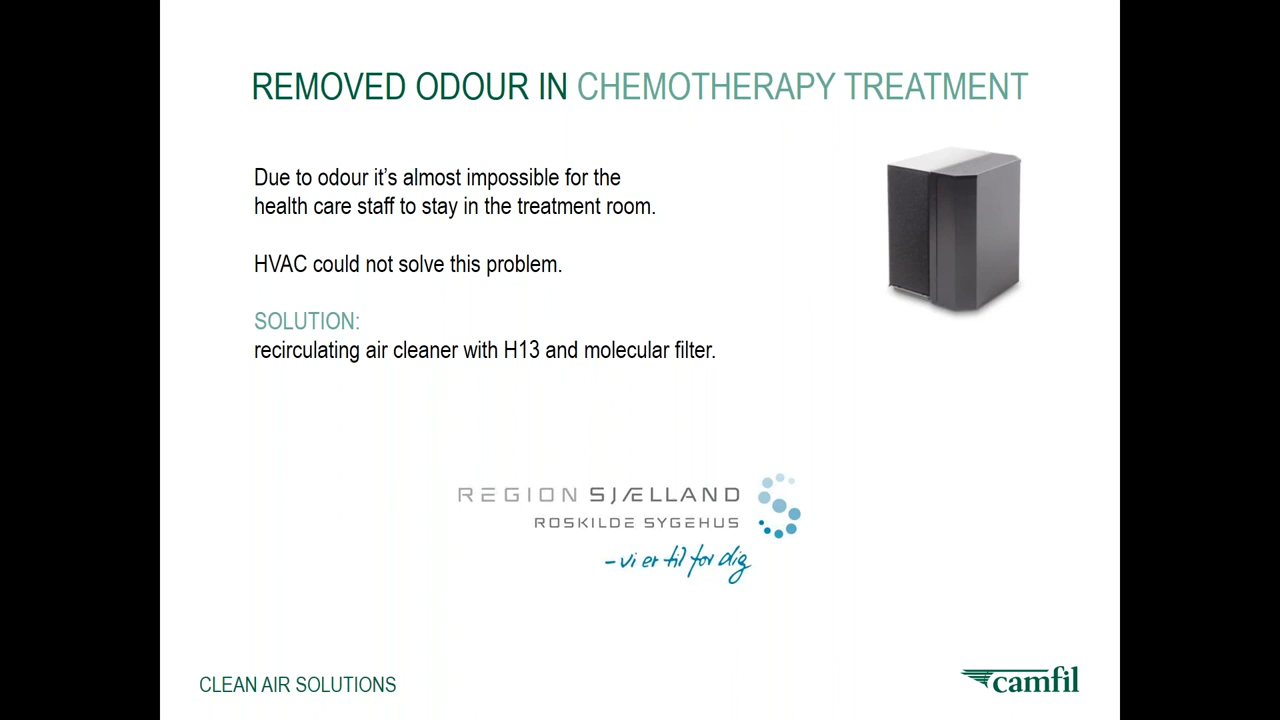 REMOVED ODOUR IN CHEMOTHERAPY TREATMENT
Due to odour it’s almost impossible for the
health care staff to stay in the treatment room.
HVAC could not solve this problem.
SOLUTION:
recirculating air cleaner with H13 and molecular filter.
REGION SJÆLLAND
ROSKILDE SYGEHUS
- vi er til for dig
CLEAN AIR SOLUTIONS
camfil